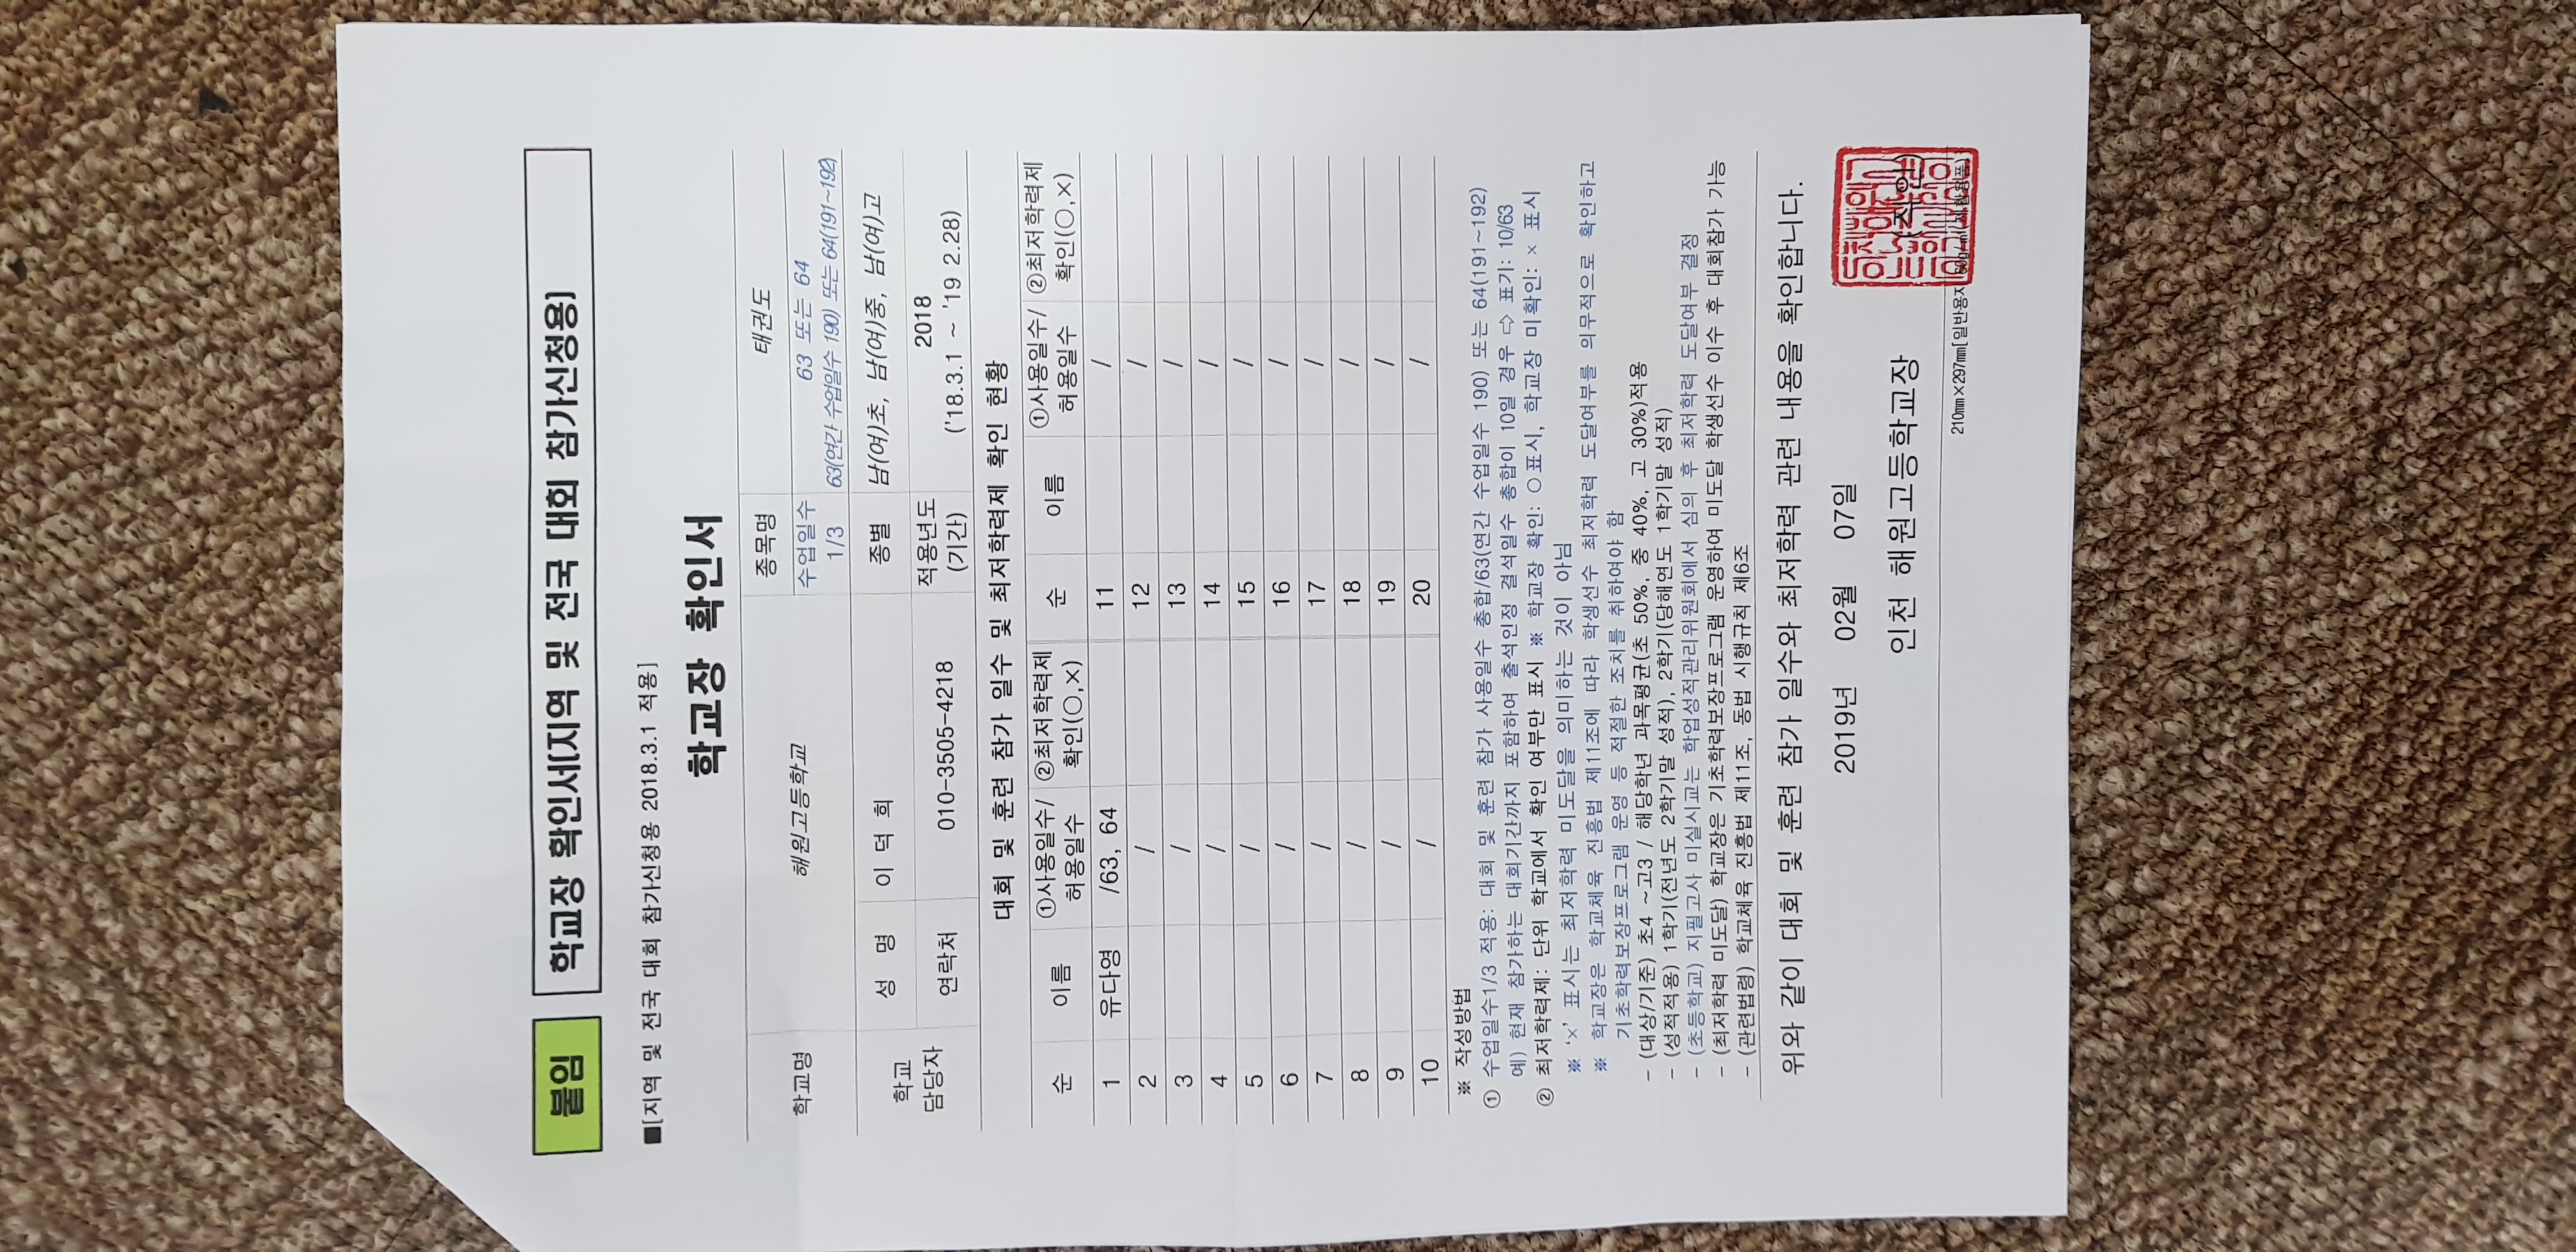 붙임 학교장 확인서[지역 및 전국 대회 참가신청용]
■[지역 및 전국 대회 참가신청용 2018.3.1 적용]
학교장 확인서
학교명 해원고등학교 종목명 태권도
수업일수 1/3 63 또는 64
63(연간 수업일수 190) 또는 64(191~192)
학교 담당자 성 명 이 덕 희 종별 남(여)초, 남(여)중, 남(여)고
연락처 010-3505-4218 적용년도 (기간) 2018
('18.3.1 ~ '19 2.28)
대회 및 훈련 참가 일수 및 최저학력제 확인 현황
순 이름 ①사용일수/허용일수 ②최저학력제 확인(○,×) 순 이름 ①사용일수/허용일수 ②최저학력제 확인(○,×)
1 유다영 /63, 64 11 /
2 / 12 /
3 / 13 /
4 / 14 /
5 / 15 /
6 / 16 /
7 / 17 /
8 / 18 /
9 / 19 /
10 / 20 /
※ 작성방법
① 수업일수1/3 적용: 대회 및 훈련 참가 사용일수 총합/63(연간 수업일수 190) 또는 64(191~192)
예) 현재 참가하는 대회기간까지 포함하여 출석인정 결석일수 총합이 10일 경우 ⇨ 표기: 10/63
② 최저학력제: 단위 학교에서 확인 여부만 표시 ※ 학교장 확인: ○표시, 학교장 미확인: × 표시
※ '×' 표시는 최저학력 미도달을 의미하는 것이 아님
※ 학교장은 학교체육 진흥법 제11조에 따라 학생선수 최저학력 도달여부를 의무적으로 확인하고
기초학력보장프로그램 운영 등 적절한 조치를 취하여야 함
- (대상/기준) 초4 ~고3 / 해당학년 과목평균(초 50%, 중 40%, 고 30%)적용
- (성적적용) 1학기(전년도 2학기말 성적), 2학기(당해연도 1학기말 성적)
- (초등학교) 지필고사 미실시교는 학업성적관리위원회에서 심의 후 최저학력 도달여부 결정
- (최저학력 미도달) 학교장은 기초학력보장프로그램 운영하여 미도달 학생선수 이수 후 대회참가 가능
- (관련법령) 학교체육 진흥법 제11조, 동법 시행규칙 제6조
위와 같이 대회 및 훈련 참가 일수와 최저학력 관련 내용을 확인합니다.
2019년 02월 07일
인천 해원고등학교장 (직인)
210㎜×297㎜[일반용지